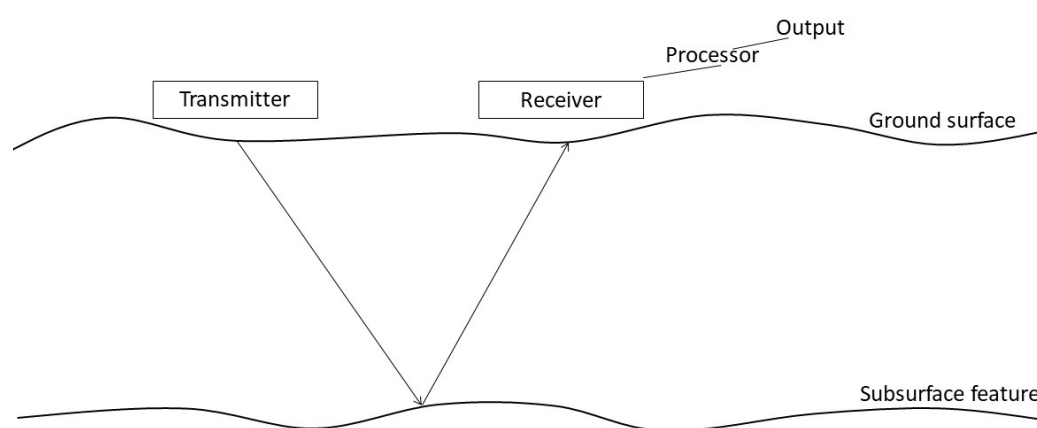 Output
Processor
Transmitter
Receiver
Ground surface
Subsurface feature